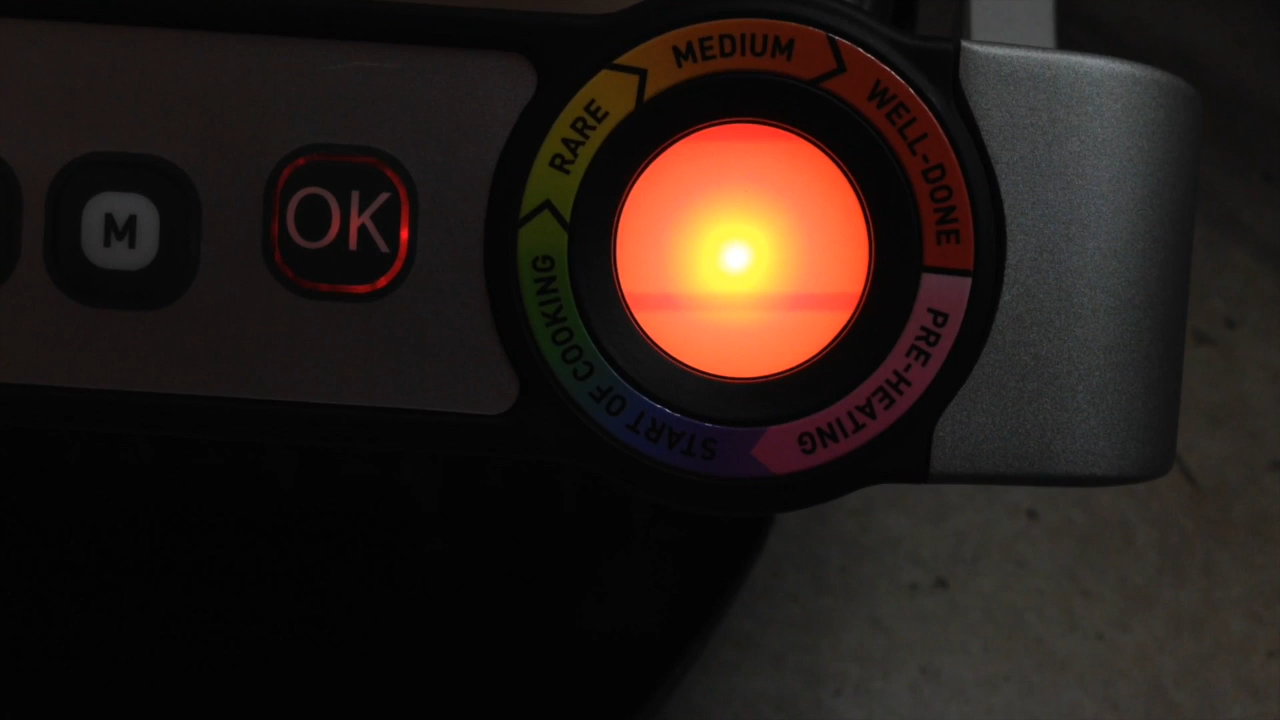 M
OK
RARE
MEDIUM
WELL-DONE
PRE-HEATING
START OF COOKING